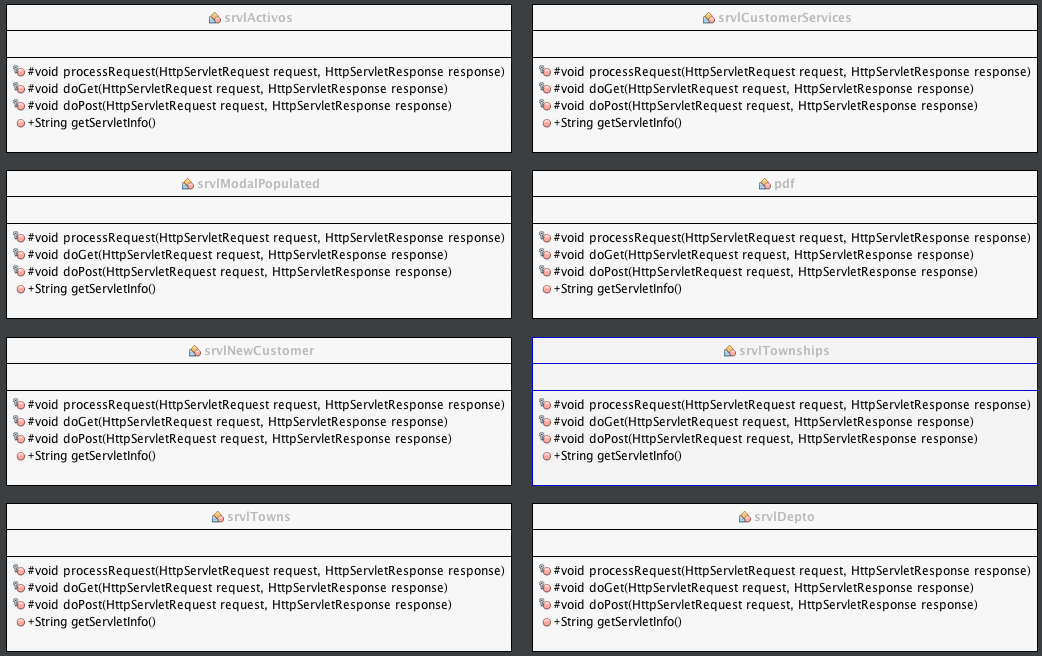 srvlActivos
#void processRequest(HttpServletRequest request, HttpServletResponse response)
#void doGet(HttpServletRequest request, HttpServletResponse response)
#void doPost(HttpServletRequest request, HttpServletResponse response)
+String getServletInfo()
srvlCustomerServices
#void processRequest(HttpServletRequest request, HttpServletResponse response)
#void doGet(HttpServletRequest request, HttpServletResponse response)
#void doPost(HttpServletRequest request, HttpServletResponse response)
+String getServletInfo()
srvlModalPopulated
#void processRequest(HttpServletRequest request, HttpServletResponse response)
#void doGet(HttpServletRequest request, HttpServletResponse response)
#void doPost(HttpServletRequest request, HttpServletResponse response)
+String getServletInfo()
pdf
#void processRequest(HttpServletRequest request, HttpServletResponse response)
#void doGet(HttpServletRequest request, HttpServletResponse response)
#void doPost(HttpServletRequest request, HttpServletResponse response)
+String getServletInfo()
srvlNewCustomer
#void processRequest(HttpServletRequest request, HttpServletResponse response)
#void doGet(HttpServletRequest request, HttpServletResponse response)
#void doPost(HttpServletRequest request, HttpServletResponse response)
+String getServletInfo()
srvlTownships
#void processRequest(HttpServletRequest request, HttpServletResponse response)
#void doGet(HttpServletRequest request, HttpServletResponse response)
#void doPost(HttpServletRequest request, HttpServletResponse response)
+String getServletInfo()
srvlTowns
#void processRequest(HttpServletRequest request, HttpServletResponse response)
#void doGet(HttpServletRequest request, HttpServletResponse response)
#void doPost(HttpServletRequest request, HttpServletResponse response)
+String getServletInfo()
srvlDepto
#void processRequest(HttpServletRequest request, HttpServletResponse response)
#void doGet(HttpServletRequest request, HttpServletResponse response)
#void doPost(HttpServletRequest request, HttpServletResponse response)
+String getServletInfo()